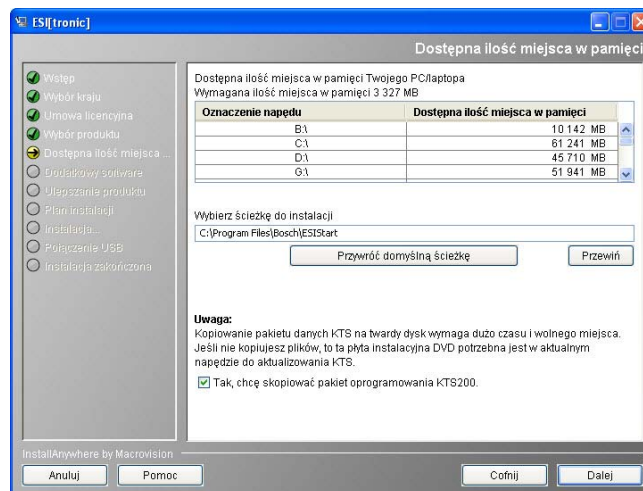 ESI[tronic]
Dostępna ilość miejsca w pamięci
Wstęp
Wybór kraju
Umowa licencyjna
Wybór produktu
Dostępna ilość miejsca ...
Dodatkowy software
Ulepszanie produktu
Plan instalacji
Instalacja...
Połączenie USB
Instalacja zakończona
Dostępna ilość miejsca w pamięci Twojego PC/laptopa
Wymagana ilość miejsca w pamięci 3 327 MB
Oznaczenie napędu Dostępna ilość miejsca w pamięci
B:\ 10 142 MB
C:\ 61 241 MB
D:\ 45 710 MB
G:\ 51 941 MB
Wybierz ścieżkę do instalacji
C:\Program Files\Bosch\ESIStart
Przywróć domyślną ścieżkę Przewiń
Uwaga:
Kopiowanie pakietu danych KTS na twardy dysk wymaga dużo czasu i wolnego miejsca.
Jeśli nie kopiujesz plików, to ta płyta instalacyjna DVD potrzebna jest w aktualnym
napędzie do aktualizowania KTS.
Tak, chcę skopiować pakiet oprogramowania KTS200.
InstallAnywhere by Macrovision
Anuluj Pomoc Cofnij Dalej